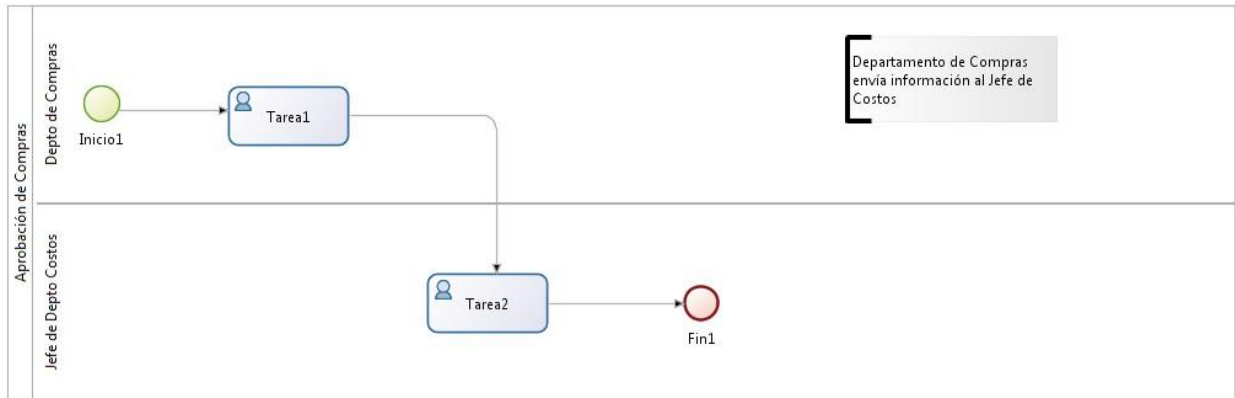 Aprobación de Compras
Depto de Compras
Inicio1
Tarea1
Departamento de Compras
envía información al Jefe de
Costos
Jefe de Depto Costos
Tarea2
Fin1